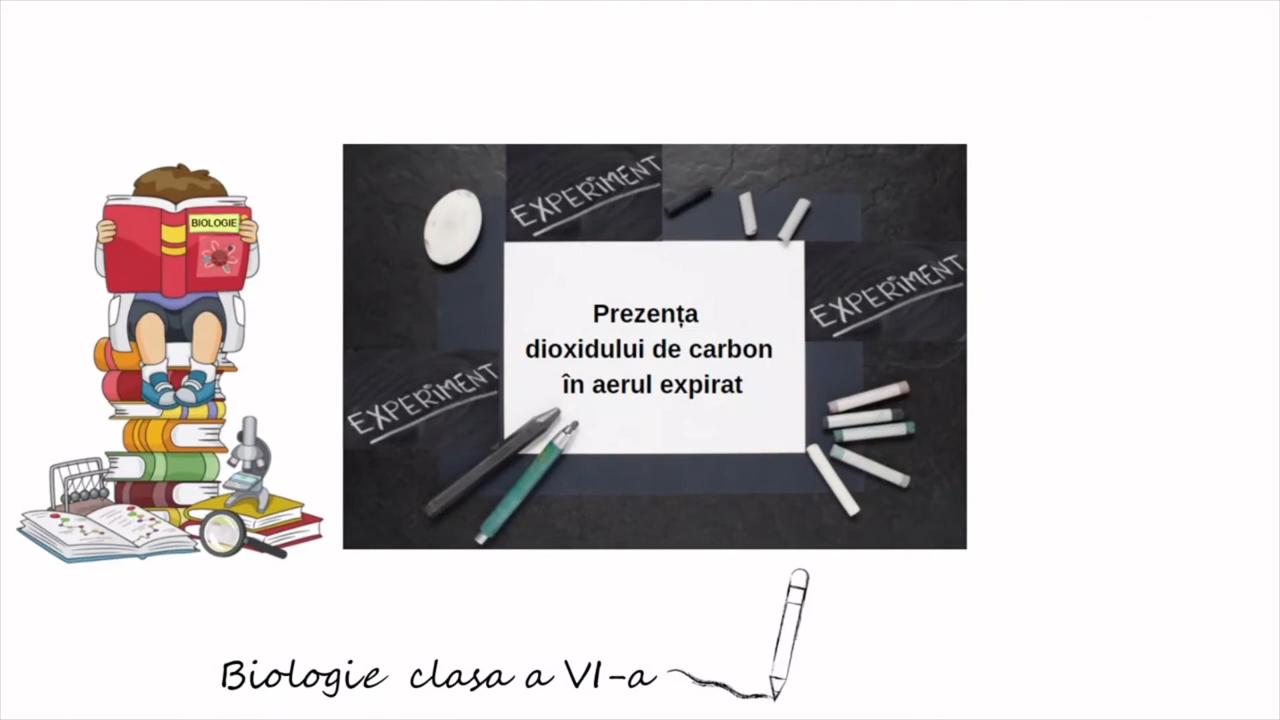 BIOLOGIE
EXPERIMENT
EXPERIMENT
EXPERIMENT
Prezența
dioxidului de carbon
în aerul expirat
Biologie clasa a VI-a